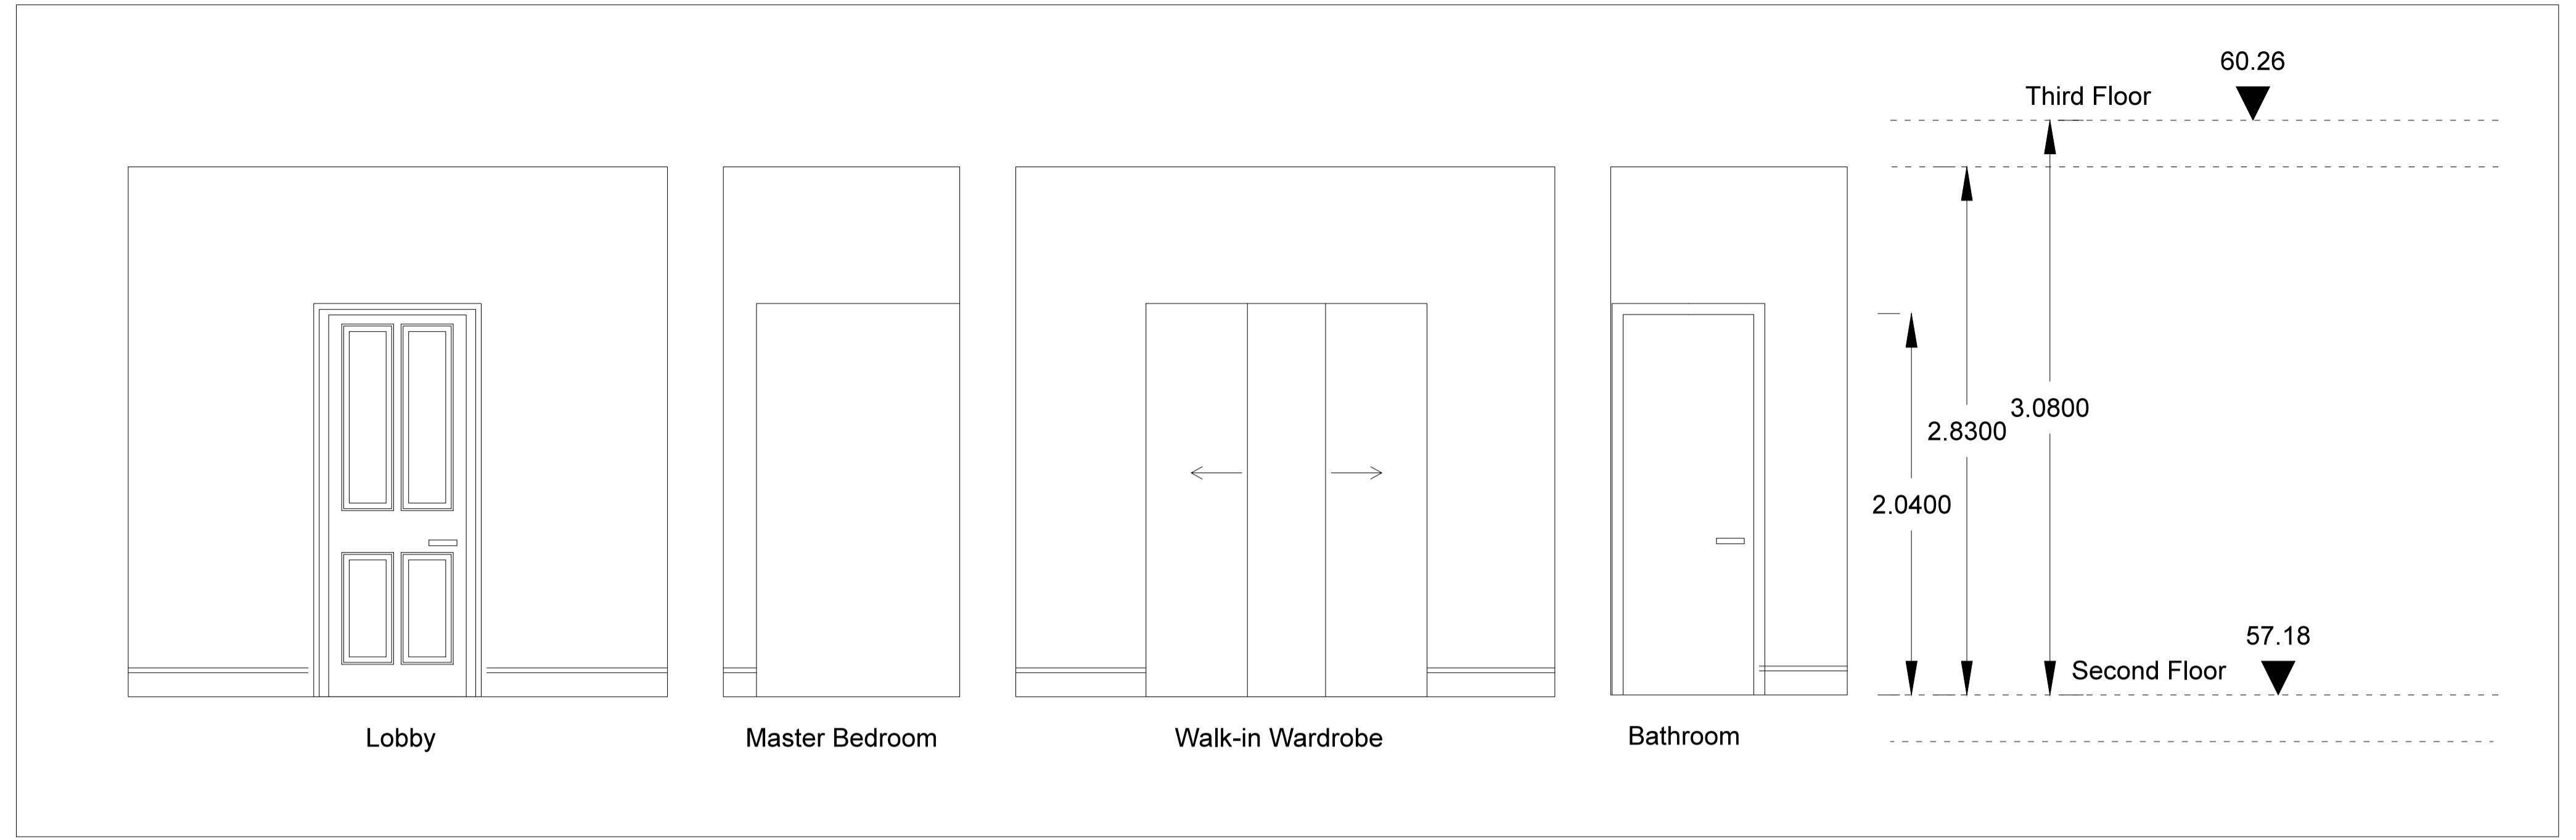 60.26
Third Floor
3.0800
2.8300
2.0400
57.18
Second Floor
Lobby
Master Bedroom
Walk-in Wardrobe
Bathroom